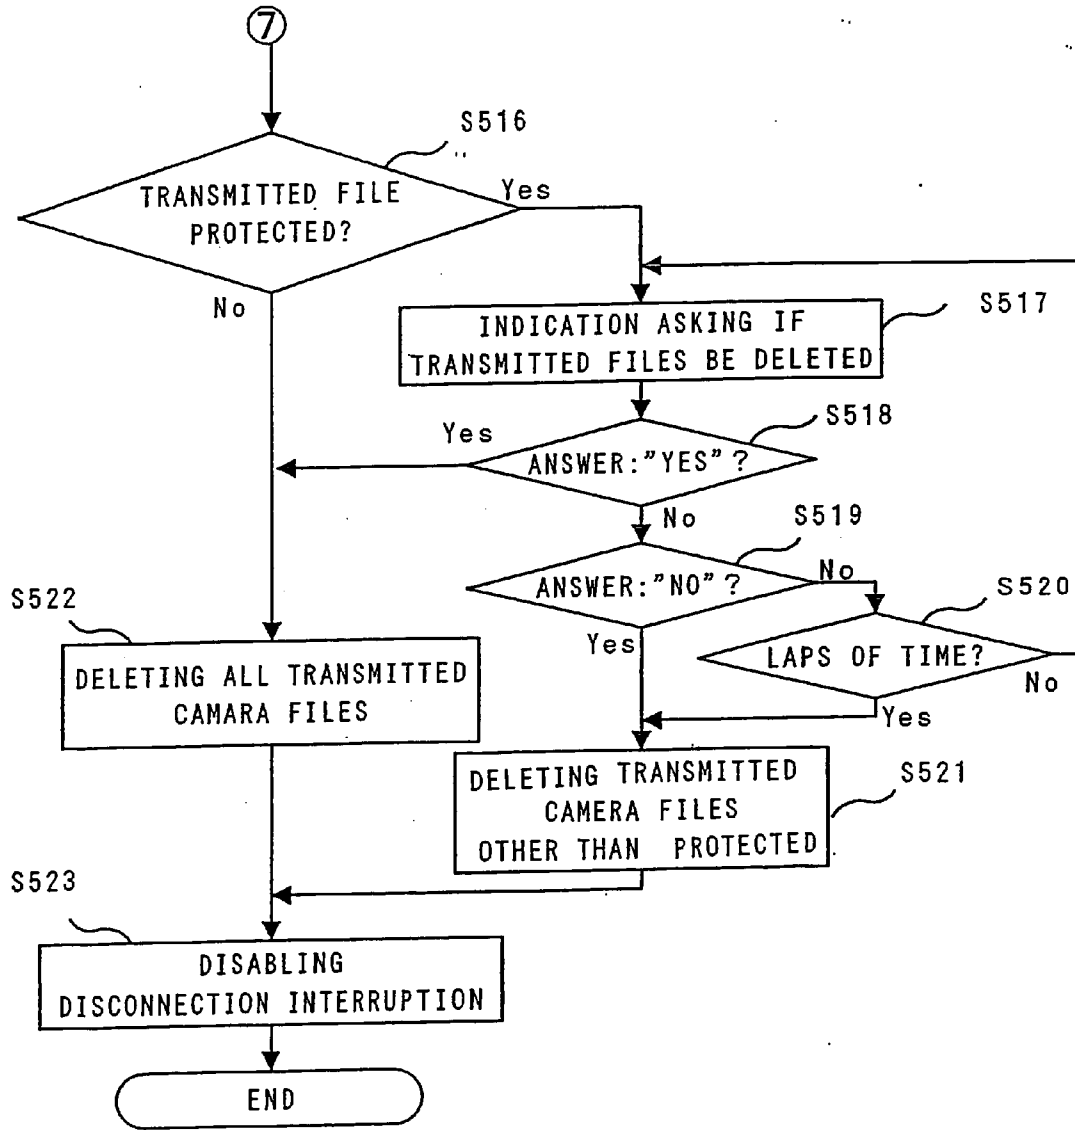 ⑦
S516
TRANSMITTED FILE
PROTECTED?
Yes
No
S517
INDICATION ASKING IF
TRANSMITTED FILES BE DELETED
S518
Yes
ANSWER:"YES"?
No
S519
ANSWER:"NO"?
No
S520
S522
Yes
LAPS OF TIME?
No
DELETING ALL TRANSMITTED
CAMARA FILES
Yes
S521
DELETING TRANSMITTED
CAMERA FILES
OTHER THAN PROTECTED
S523
DISABLING
DISCONNECTION INTERRUPTION
END